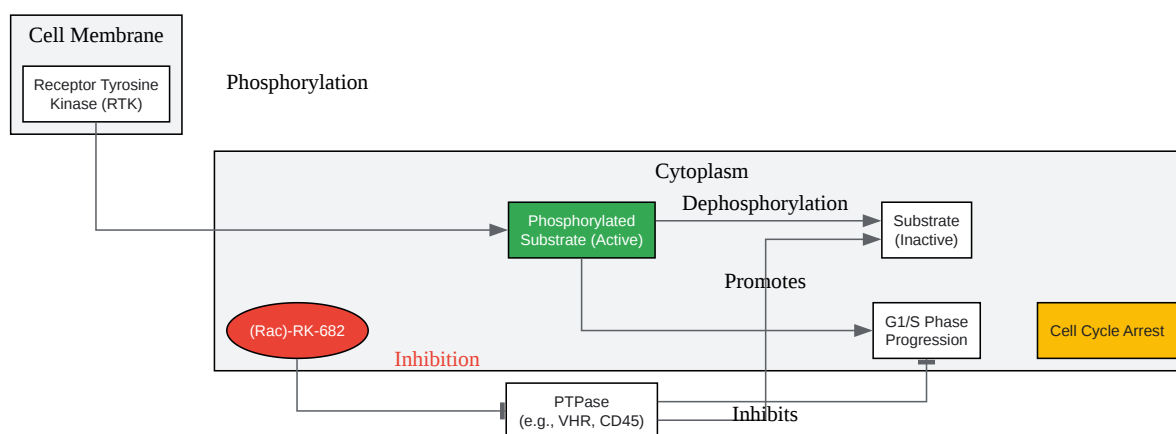 Cell Membrane
Receptor Tyrosine
Kinase (RTK)
Phosphorylation
Cytoplasm
Dephosphorylation
Phosphorylated
Substrate (Active)
Substrate
(Inactive)
Promotes
(Rac)-RK-682
G1/S Phase
Progression
Cell Cycle Arrest
Inhibition
PTPase
(e.g., VHR, CD45)
Inhibits